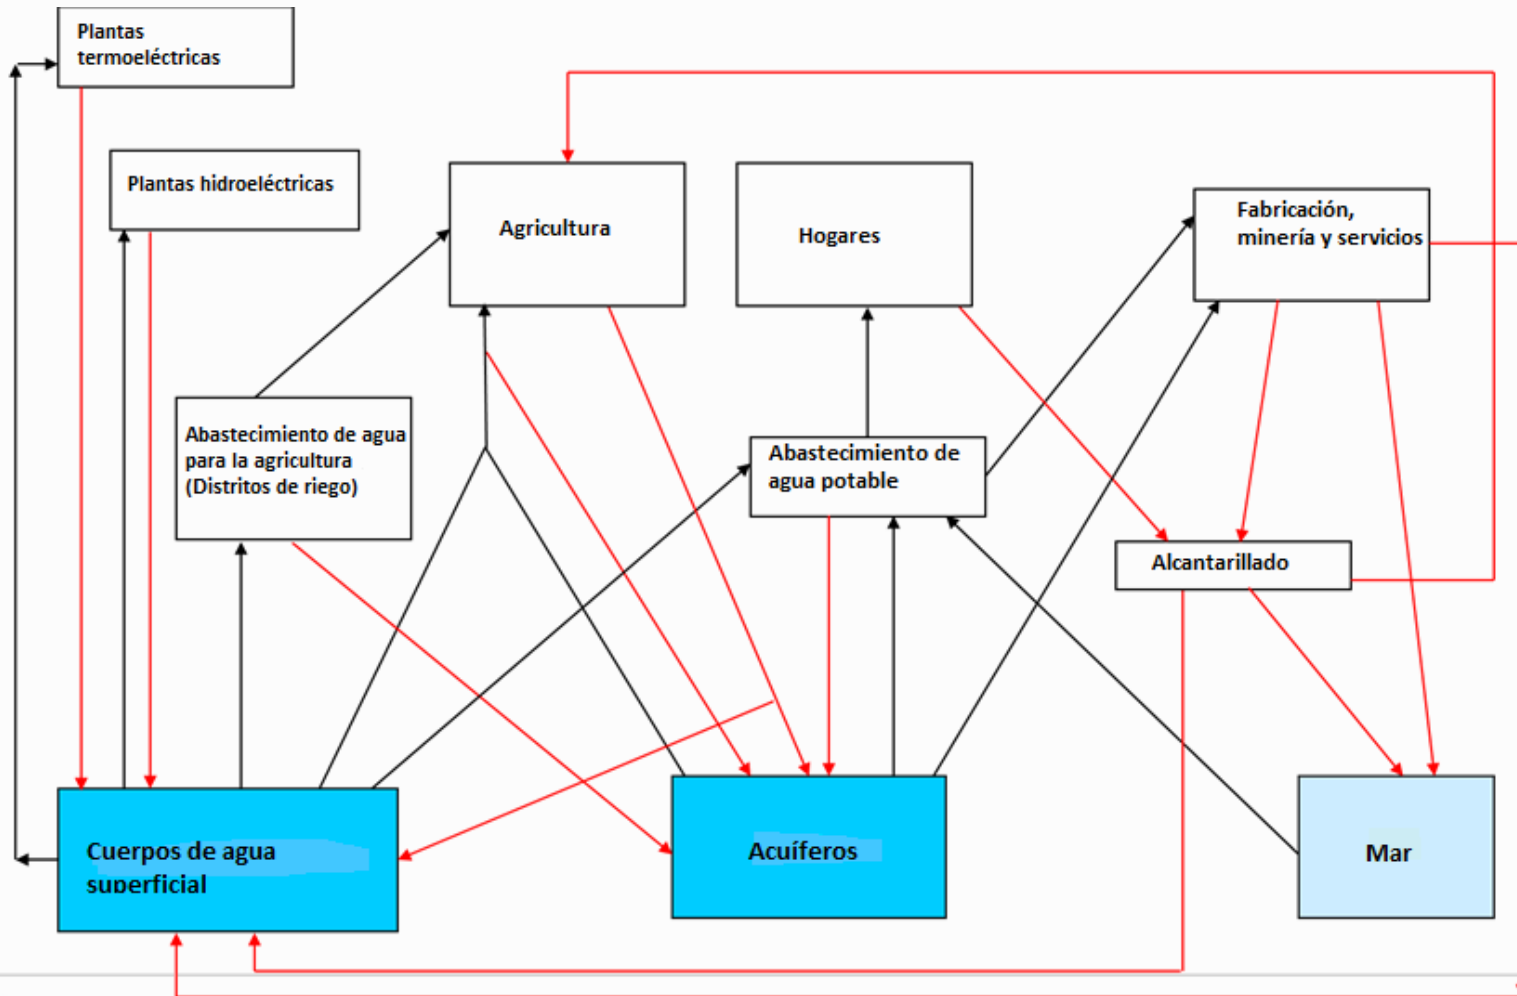 Plantas
termoeléctricas
Plantas hidroeléctricas
Agricultura
Hogares
Fabricación,
minería y servicios
Abastecimiento de agua
para la agricultura
(Distritos de riego)
Abastecimiento de
agua potable
Alcantarillado
Cuerpos de agua
superficial
Acuíferos
Mar